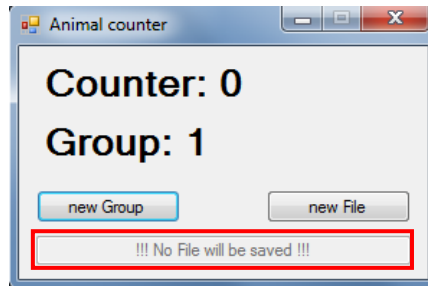 Animal counter
Counter: 0
Group: 1
new Group new File
!!! No File will be saved !!!